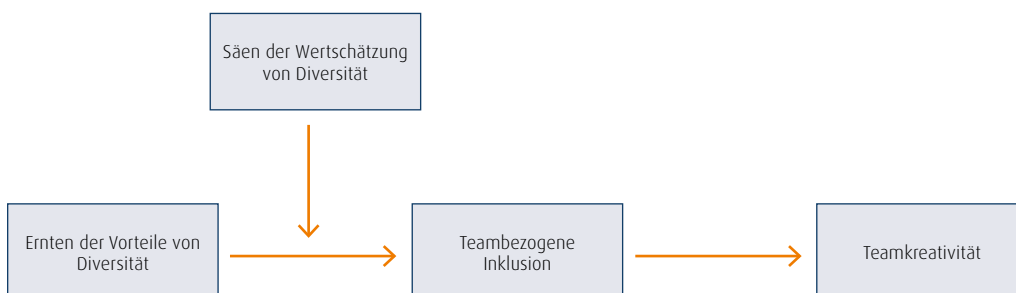 Säen der Wertschätzung
von Diversität
Ernten der Vorteile von
Diversität
Teambezogene
Inklusion
Teamkreativität